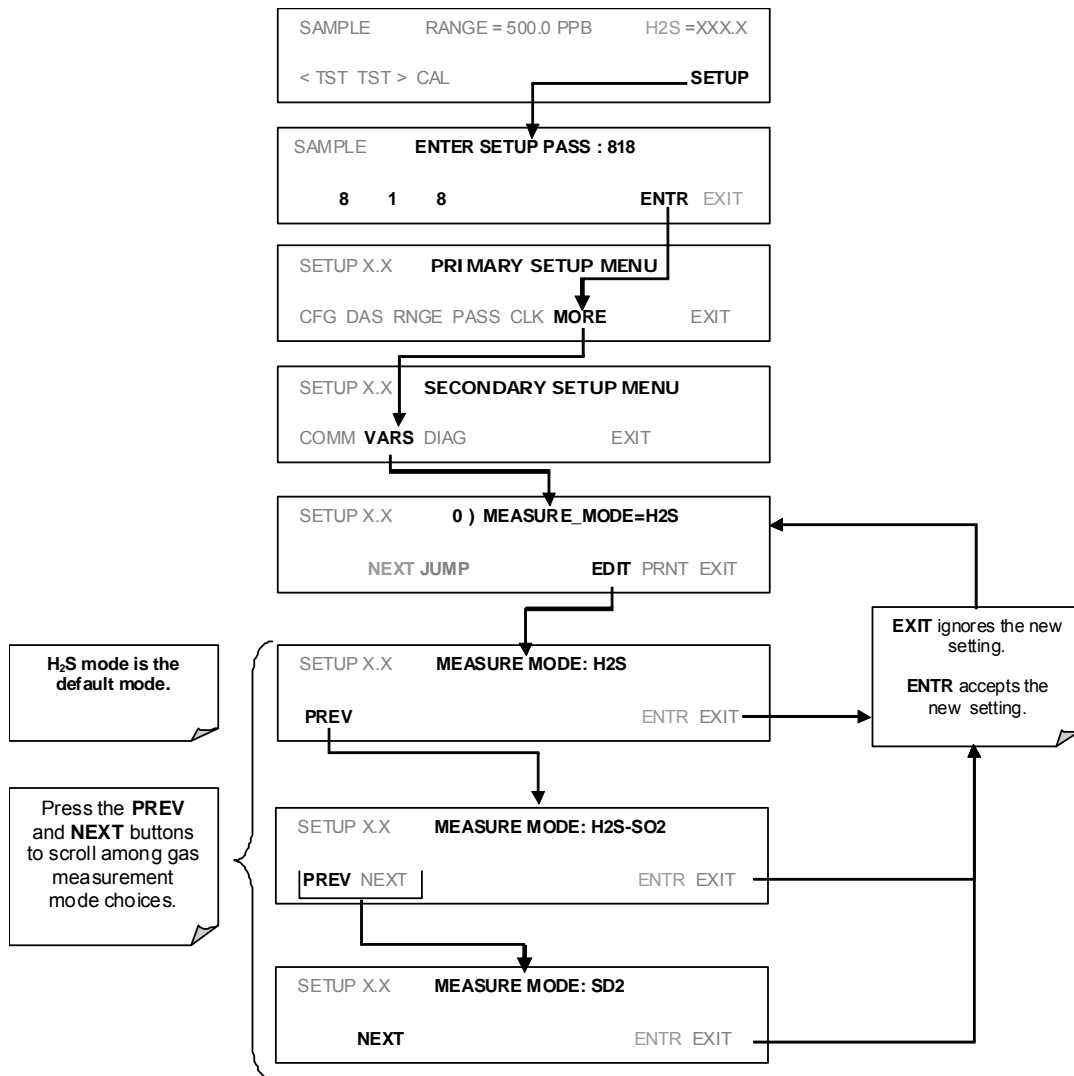 SAMPLE RANGE = 500.0 PPB H2S =XXX.X
< TST TST > CAL SETUP
SAMPLE ENTER SETUP PASS : 818
8 1 8 ENTR EXIT
SETUP X.X PRIMARY SETUP MENU
CFG DAS RNGE PASS CLK MORE EXIT
SETUP X.X SECONDARY SETUP MENU
COMM VARS DIAG EXIT
SETUP X.X 0 ) MEASURE_MODE=H2S
NEXT JUMP EDIT PRNT EXIT
EXIT ignores the new
setting.
ENTR accepts the
new setting.
H₂S mode is the
default mode.
SETUP X.X MEASURE MODE: H2S
PREV ENTR EXIT
Press the PREV
and NEXT buttons
to scroll among gas
measurement
mode choices.
SETUP X.X MEASURE MODE: H2S-SO2
PREV NEXT ENTR EXIT
SETUP X.X MEASURE MODE: SD2
NEXT ENTR EXIT